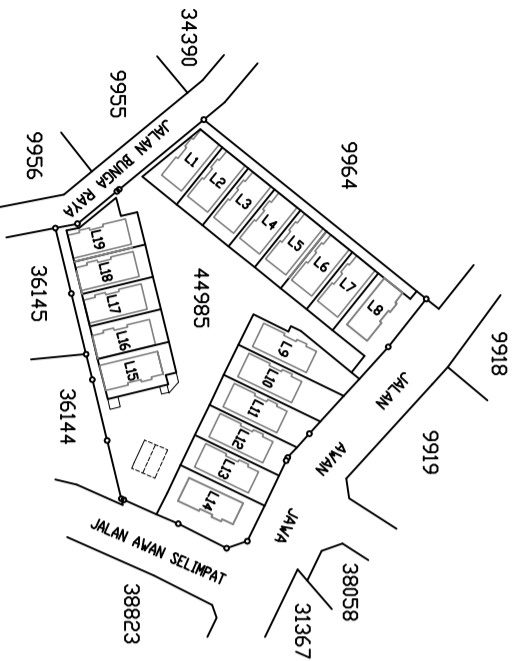 34390
9955
9956
JALAN BUNGA RAYA
9964
L1
L2
L3
L4
L5
L6
L7
L8
L19
L18
L17
L16
L15
44985
36145
36144
L9
L10
L11
L12
L13
L14
JALAN AWAN JAWA
9918
9919
JALAN AWAN SELIMPAT
38823
38058
31367